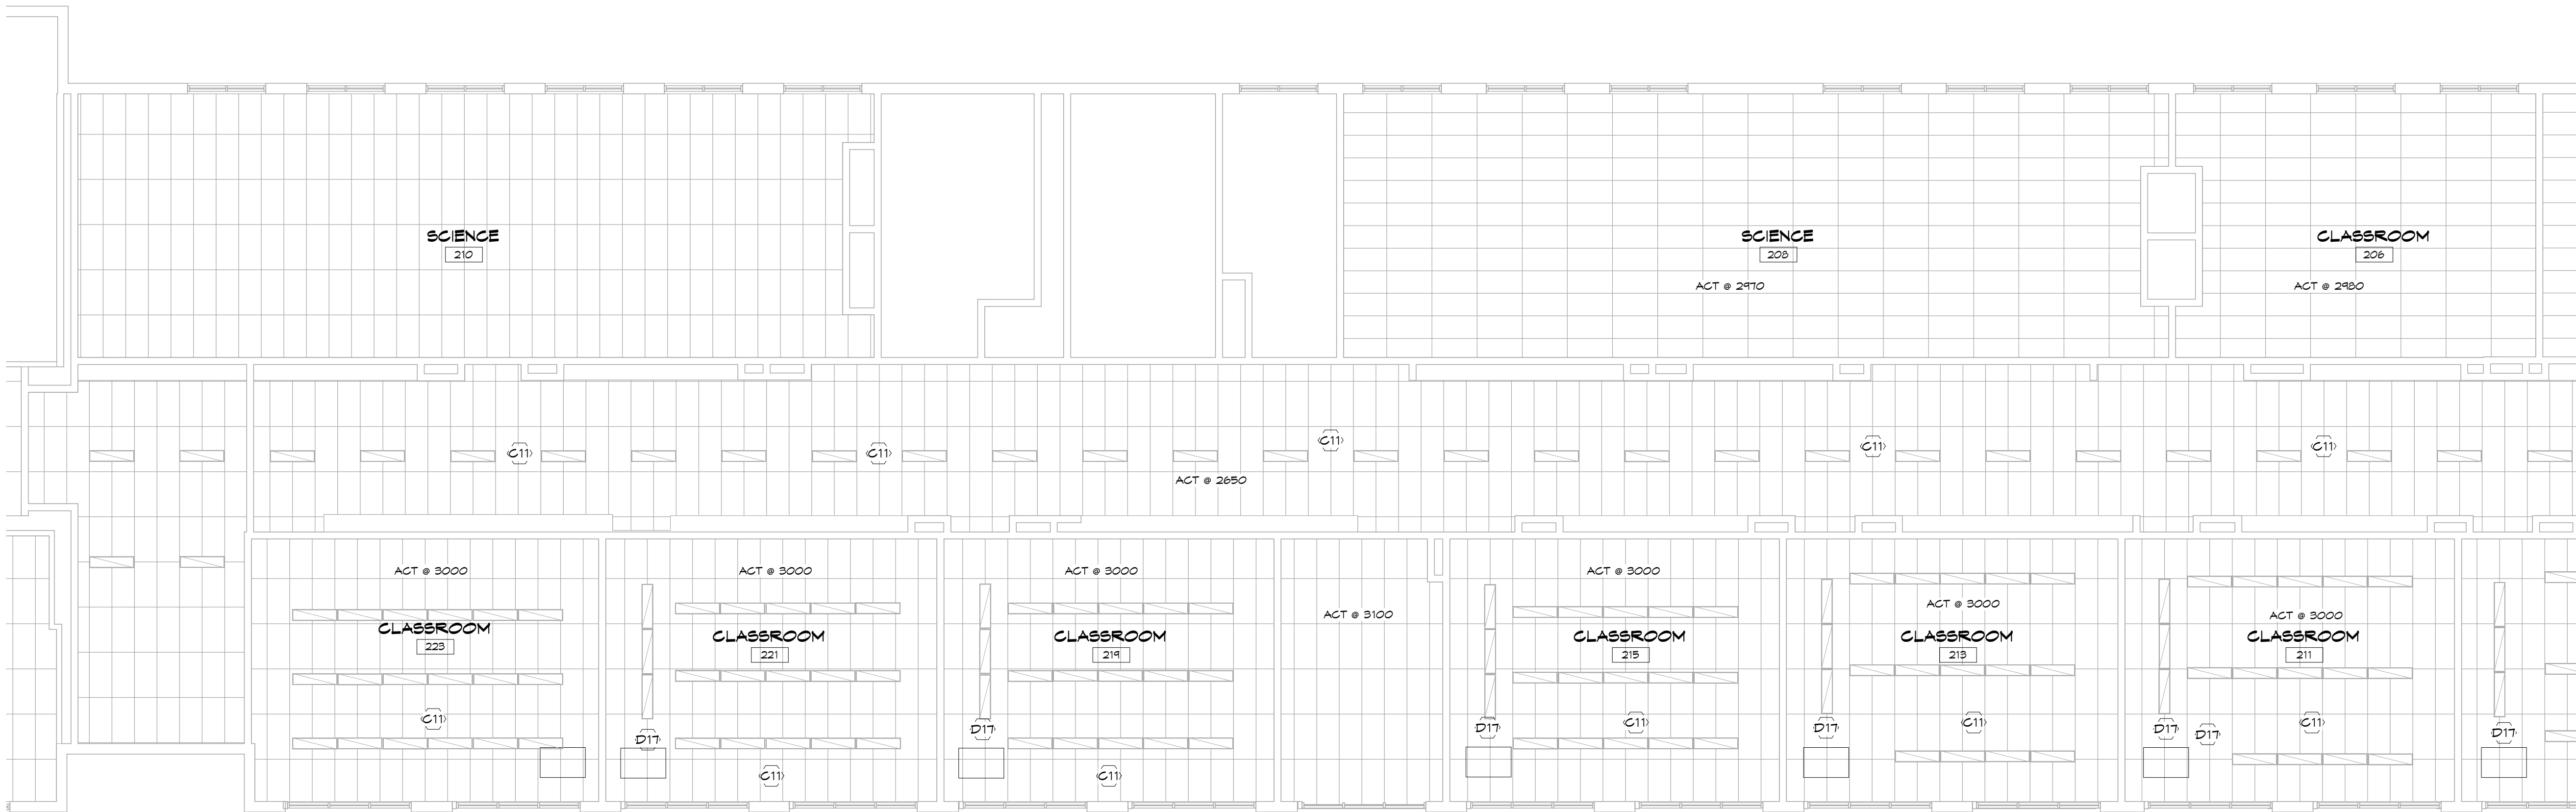 SCIENCE
210
SCIENCE
208
ACT @ 2970
CLASSROOM
206
ACT @ 2980
C11
C11
C11
C11
C11
ACT @ 2650
ACT @ 3000
CLASSROOM
223
C11
ACT @ 3000
CLASSROOM
221
D17
C11
ACT @ 3000
CLASSROOM
219
D17
C11
ACT @ 3100
ACT @ 3000
CLASSROOM
215
D17
C11
ACT @ 3000
CLASSROOM
213
D17
C11
ACT @ 3000
CLASSROOM
211
D17
D17
C11
D17